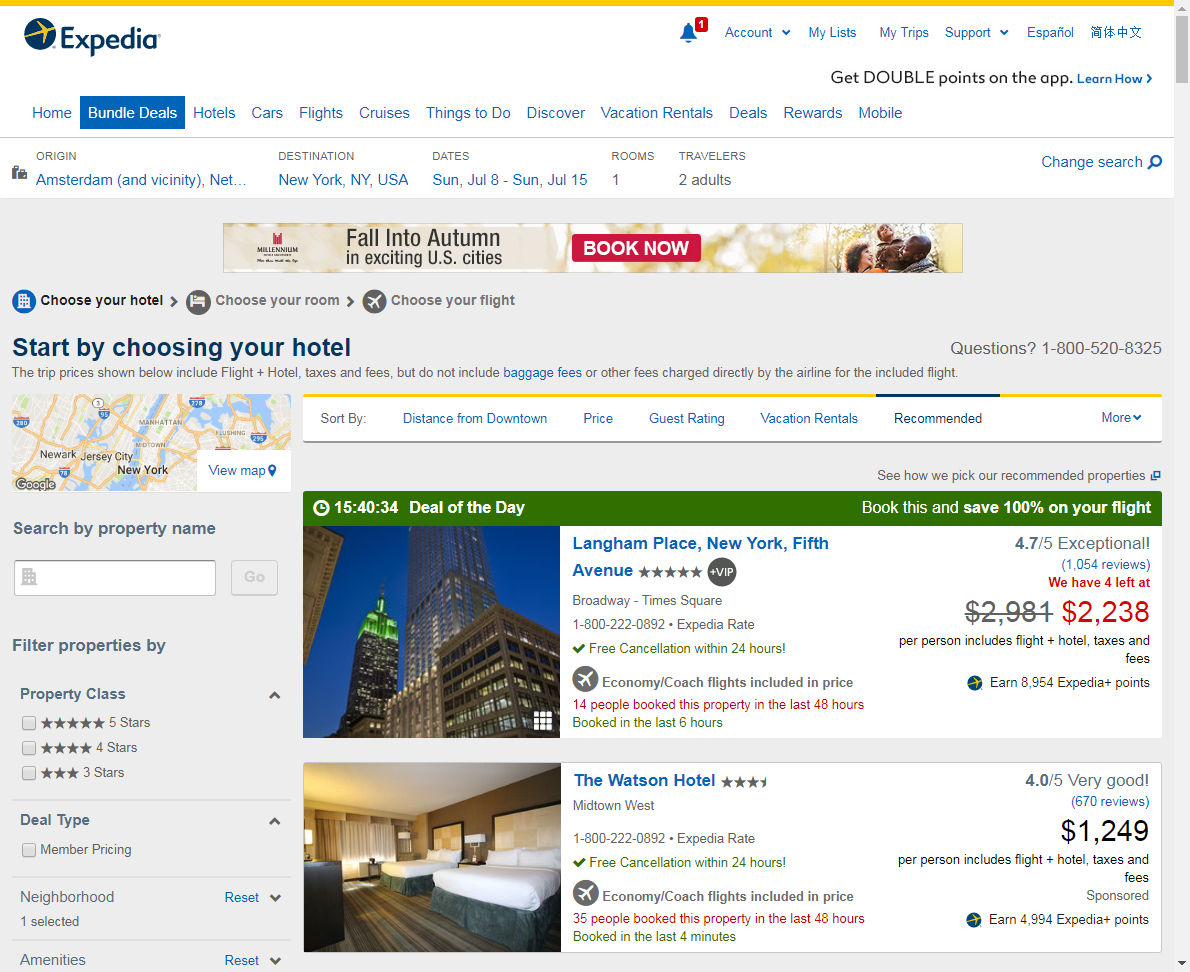 Expedia
1
Account
My Lists
My Trips
Support
Español
简体中文
Get DOUBLE points on the app. Learn How
Home
Bundle Deals
Hotels
Cars
Flights
Cruises
Things to Do
Discover
Vacation Rentals
Deals
Rewards
Mobile
ORIGIN
Amsterdam (and vicinity), Net...
DESTINATION
New York, NY, USA
DATES
Sun, Jul 8 - Sun, Jul 15
ROOMS
1
TRAVELERS
2 adults
Change search
MILLENNIUM
Fall Into Autumn
in exciting U.S. cities
BOOK NOW
Choose your hotel
Choose your room
Choose your flight
Start by choosing your hotel
Questions? 1-800-520-8325
The trip prices shown below include Flight + Hotel, taxes and fees, but do not include baggage fees or other fees charged directly by the airline for the included flight.
3
278
280
95
95
MANHATTAN
FLUSHING
295
MIDTOWN
Newark
Jersey City
New York
78
Google
View map
Sort By:
Distance from Downtown
Price
Guest Rating
Vacation Rentals
Recommended
More
See how we pick our recommended properties
Search by property name
Go
Filter properties by
Property Class
5 Stars
4 Stars
3 Stars
Deal Type
Member Pricing
Neighborhood
Reset
1 selected
Amenities
Reset
15:40:34 Deal of the Day
Book this and save 100% on your flight
Langham Place, New York, Fifth
Avenue
+VIP
Broadway - Times Square
1-800-222-0892 • Expedia Rate
Free Cancellation within 24 hours!
Economy/Coach flights included in price
14 people booked this property in the last 48 hours
Booked in the last 6 hours
4.7/5 Exceptional!
(1,054 reviews)
We have 4 left at
$2,981 $2,238
per person includes flight + hotel, taxes and
fees
Earn 8,954 Expedia+ points
The Watson Hotel
Midtown West
1-800-222-0892 • Expedia Rate
Free Cancellation within 24 hours!
Economy/Coach flights included in price
35 people booked this property in the last 48 hours
Booked in the last 4 minutes
4.0/5 Very good!
(670 reviews)
$1,249
per person includes flight + hotel, taxes and
fees
Sponsored
Earn 4,994 Expedia+ points